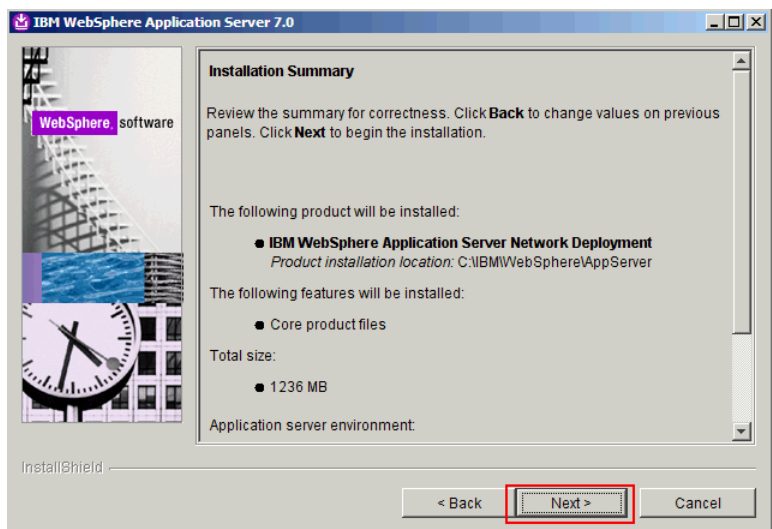 IBM WebSphere Application Server 7.0
WebSphere. software
Installation Summary
Review the summary for correctness. Click Back to change values on previous
panels. Click Next to begin the installation.
The following product will be installed:
● IBM WebSphere Application Server Network Deployment
Product installation location: C:\IBM\WebSphere\AppServer
The following features will be installed:
● Core product files
Total size:
● 1236 MB
Application server environment:
InstallShield
< Back Next > Cancel